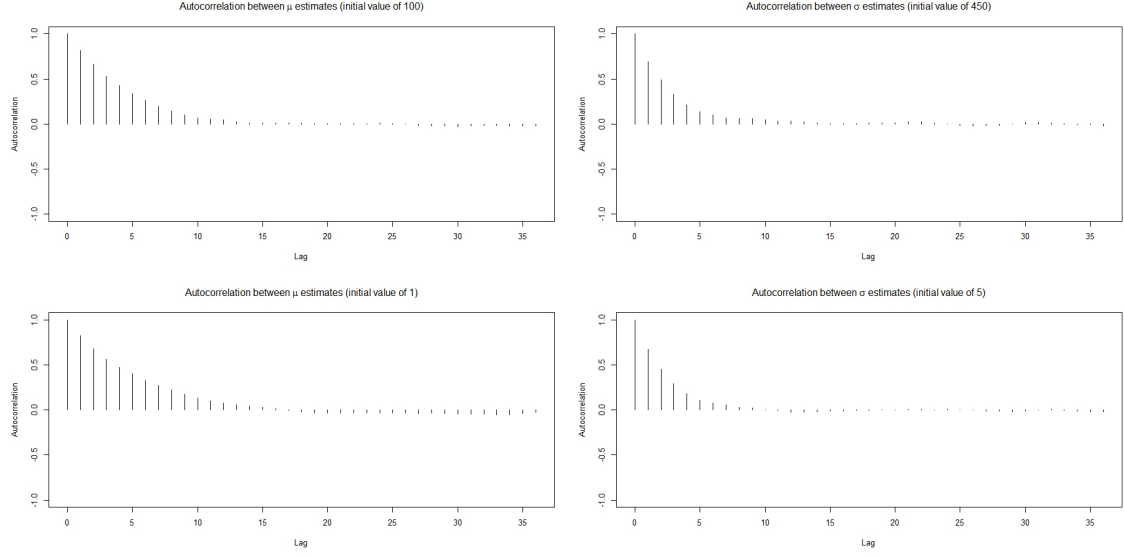 Autocorrelation between μ estimates (initial value of 100)
Autocorrelation
1.0
0.5
0.0
-0.5
-1.0
0 5 10 15 20 25 30 35
Lag
Autocorrelation between σ estimates (initial value of 450)
Autocorrelation
1.0
0.5
0.0
-0.5
-1.0
0 5 10 15 20 25 30 35
Lag
Autocorrelation between μ estimates (initial value of 1)
Autocorrelation
1.0
0.5
0.0
-0.5
-1.0
0 5 10 15 20 25 30 35
Lag
Autocorrelation between σ estimates (initial value of 5)
Autocorrelation
1.0
0.5
0.0
-0.5
-1.0
0 5 10 15 20 25 30 35
Lag